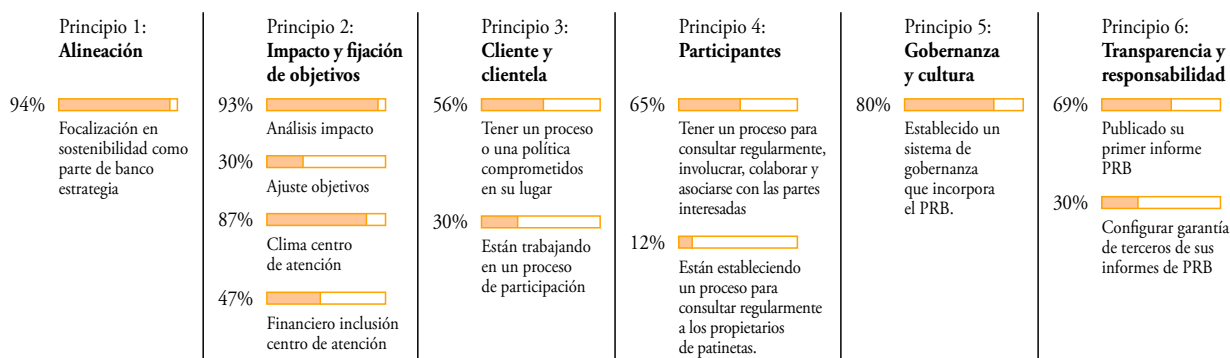 Principio 1:
Alineación
94%
Focalización en
sostenibilidad como
parte de banco
estrategia
Principio 2:
Impacto y fijación
de objetivos
93%
Análisis impacto
30%
Ajuste objetivos
87%
Clima centro
de atención
47%
Financiero inclusión
centro de atención
Principio 3:
Cliente y
clientela
56%
Tener un proceso
o una política
comprometidos
en su lugar
30%
Están trabajando
en un proceso
de participación
Principio 4:
Participantes
65%
Tener un proceso para
consultar regularmente,
involucrar, colaborar y
asociarse con las partes
interesadas
12%
Están estableciendo
un proceso para
consultar regularmente
a los propietarios
de patinetas.
Principio 5:
Gobernanza
y cultura
80%
Establecido un
sistema de
gobernanza
que incorpora
el PRB.
Principio 6:
Transparencia y
responsabilidad
69%
Publicado su
primer informe
PRB
30%
Configurar garantía
de terceros de sus
informes de PRB